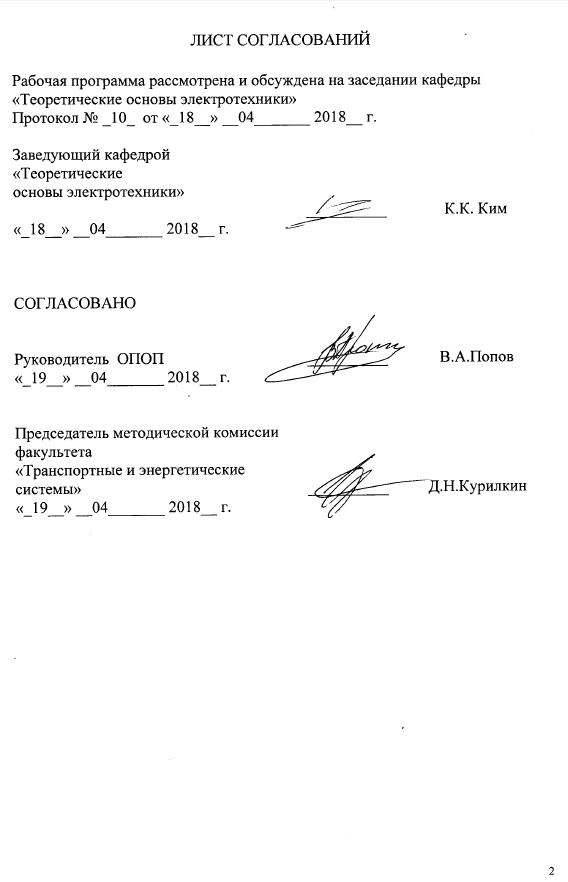 ЛИСТ СОГЛАСОВАНИЙ
Рабочая программа рассмотрена и обсуждена на заседании кафедры
«Теоретические основы электротехники»
Протокол № _10_ от «_18__» __04_______ 2018__ г.
Заведующий кафедрой
«Теоретические
основы электротехники»
К.К. Ким
«_18__» __04_______ 2018__ г.
СОГЛАСОВАНО
Руководитель ОПОП В.А.Попов
«_19__» __04_______ 2018__ г.
Председатель методической комиссии
факультета
«Транспортные и энергетические
системы» Д.Н.Курилкин
«_19__» __04_______ 2018__ г.
2